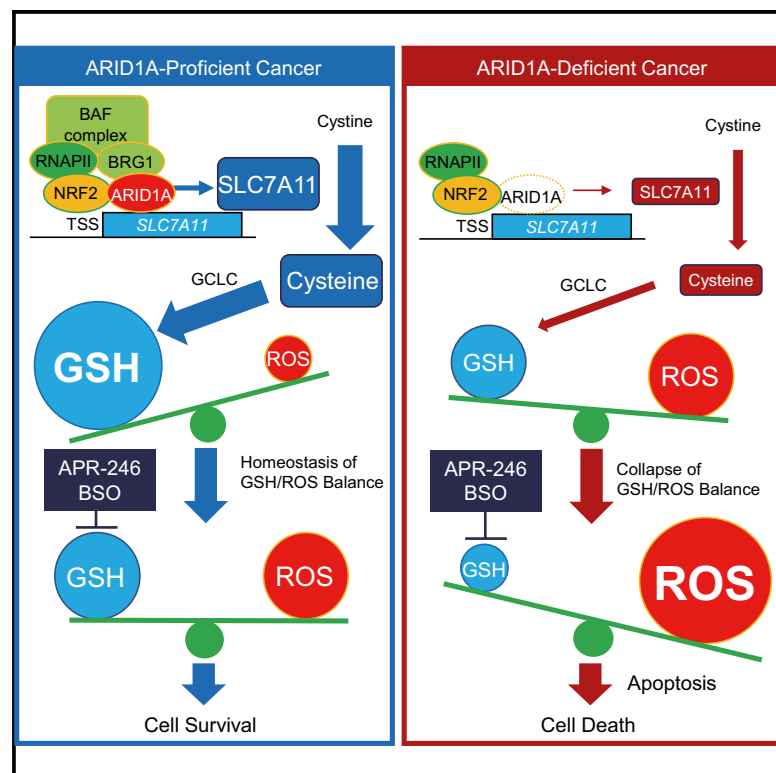 ARID1A-Proficient Cancer
BAF
complex
RNAPII
BRG1
NRF2
ARID1A
SLC7A11
TSS
SLC7A11
Cystine
GCLC
Cysteine
GSH
ROS
APR-246
BSO
Homeostasis of
GSH/ROS Balance
GSH
ROS
Cell Survival
ARID1A-Deficient Cancer
RNAPII
NRF2
ARID1A
SLC7A11
TSS
SLC7A11
Cystine
GCLC
Cysteine
GSH
ROS
APR-246
BSO
Collapse of
GSH/ROS Balance
GSH
ROS
Apoptosis
Cell Death